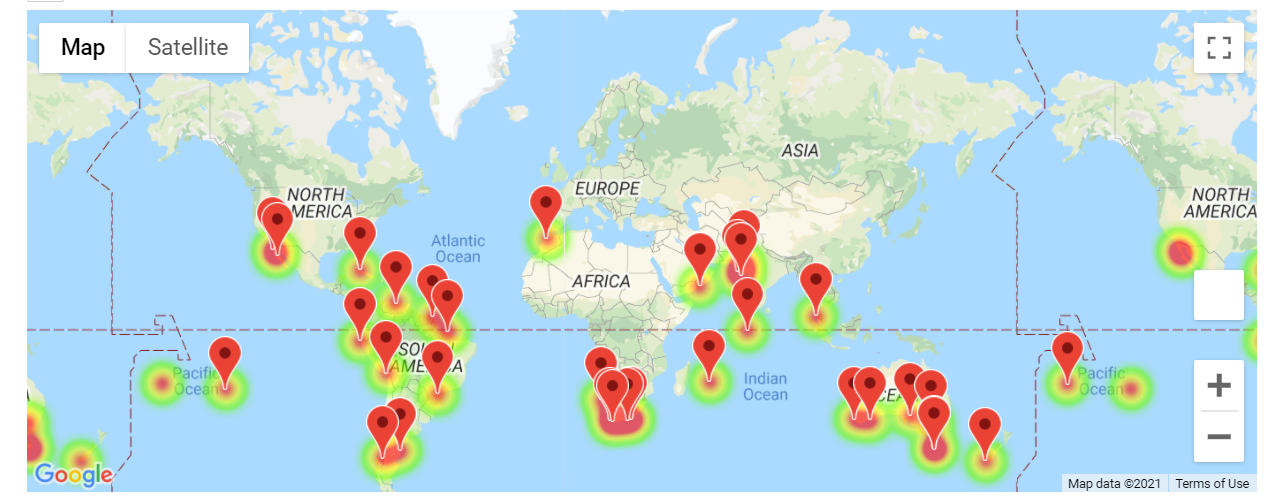 Map Satellite
ASIA
NORTH
AMERICA
EUROPE
NORTH
AMERICA
Atlantic
Ocean
AFRICA
SOUTH
AMERICA
Pacific
Ocean
Indian
Ocean
Pacific
Ocean
Google
Map data ©2021 Terms of Use